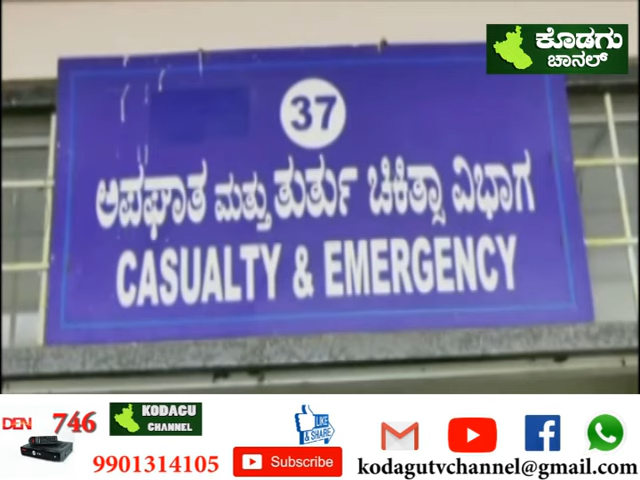 ಕೊಡಗು
ಚಾನಲ್
37
ಅಪಘಾತ ಮತ್ತು ತುರ್ತು ಚಿಕಿತ್ಸಾ ವಿಭಾಗ
CASUALTY & EMERGENCY
DEN 746
KODAGU
CHANNEL
LIKE
& SHARE
9901314105
Subscribe
kodagutvchannel@gmail.com